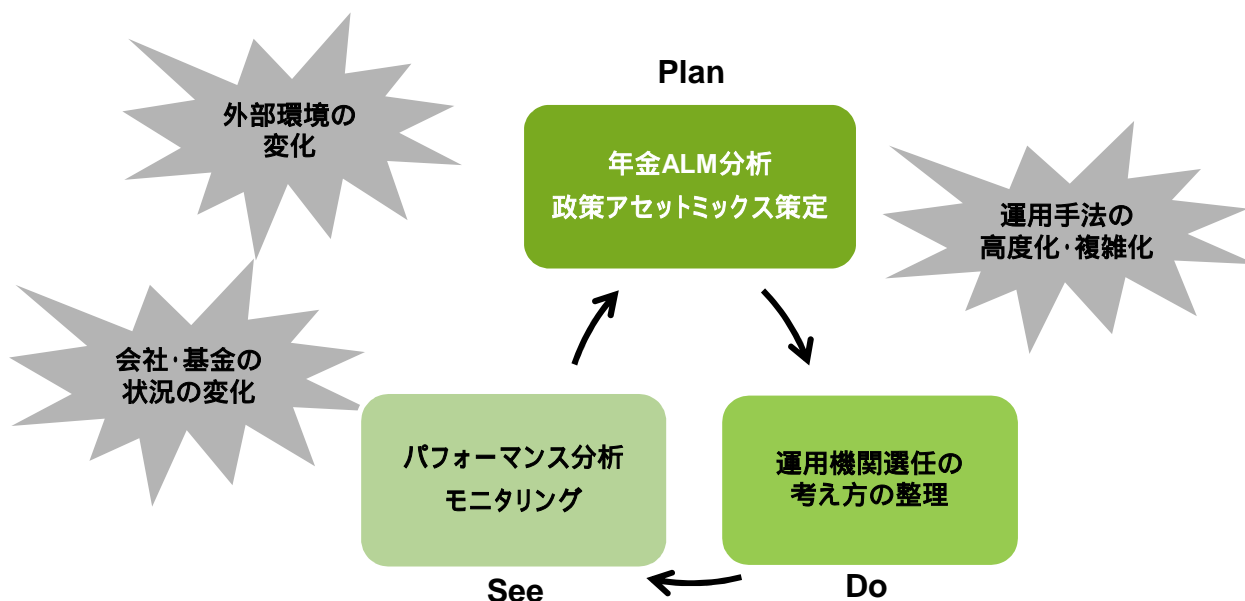 Plan
外部環境の
変化
年金ALM分析
政策アセットミックス策定
運用手法の
高度化・複雑化
会社・基金の
状況の変化
パフォーマンス分析
モニタリング
運用機関選任の
考え方の整理
See
Do